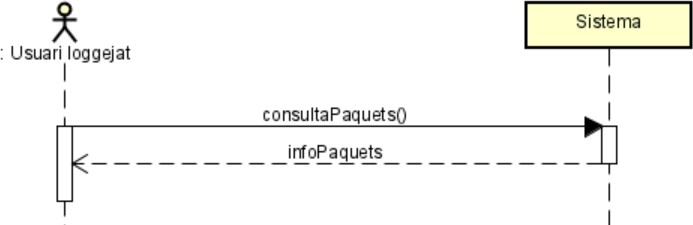 Sistema
: Usuari loggejat
consultaPaquets()
infoPaquets